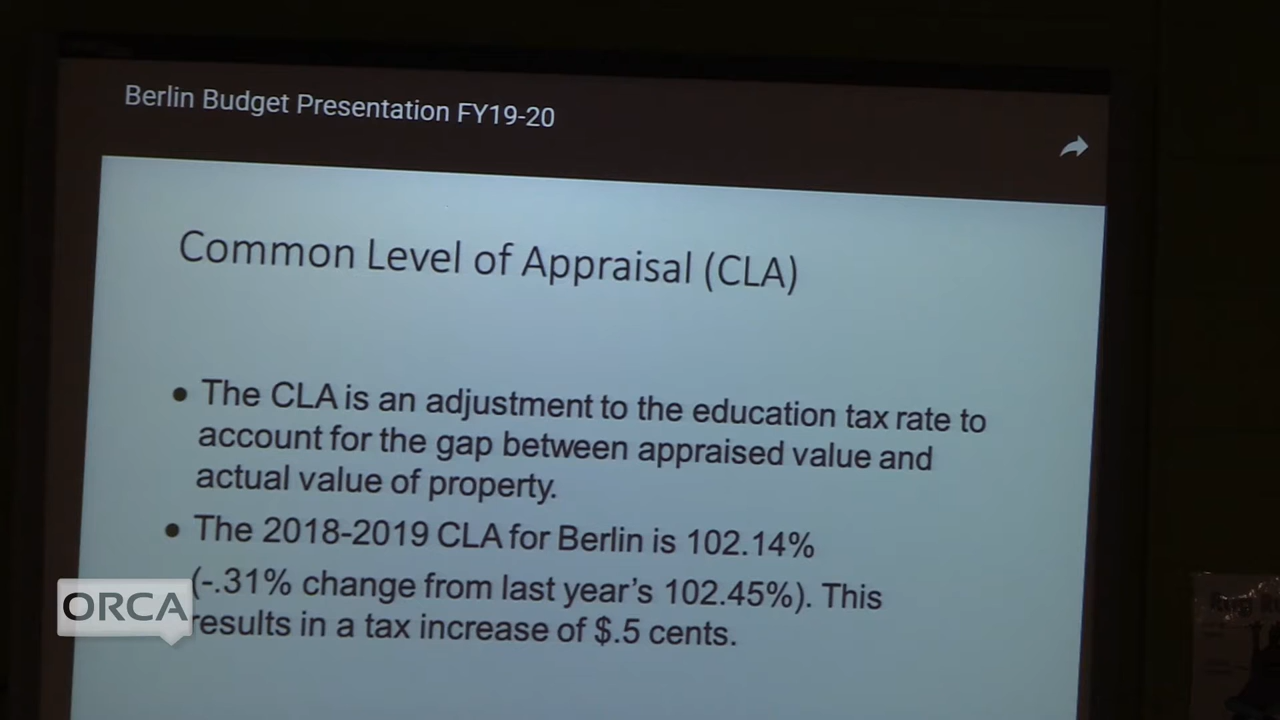 Berlin Budget Presentation FY19-20
Common Level of Appraisal (CLA)
• The CLA is an adjustment to the education tax rate to
account for the gap between appraised value and
actual value of property.
• The 2018-2019 CLA for Berlin is 102.14%
(-.31% change from last year's 102.45%). This
results in a tax increase of $.5 cents.
ORCA